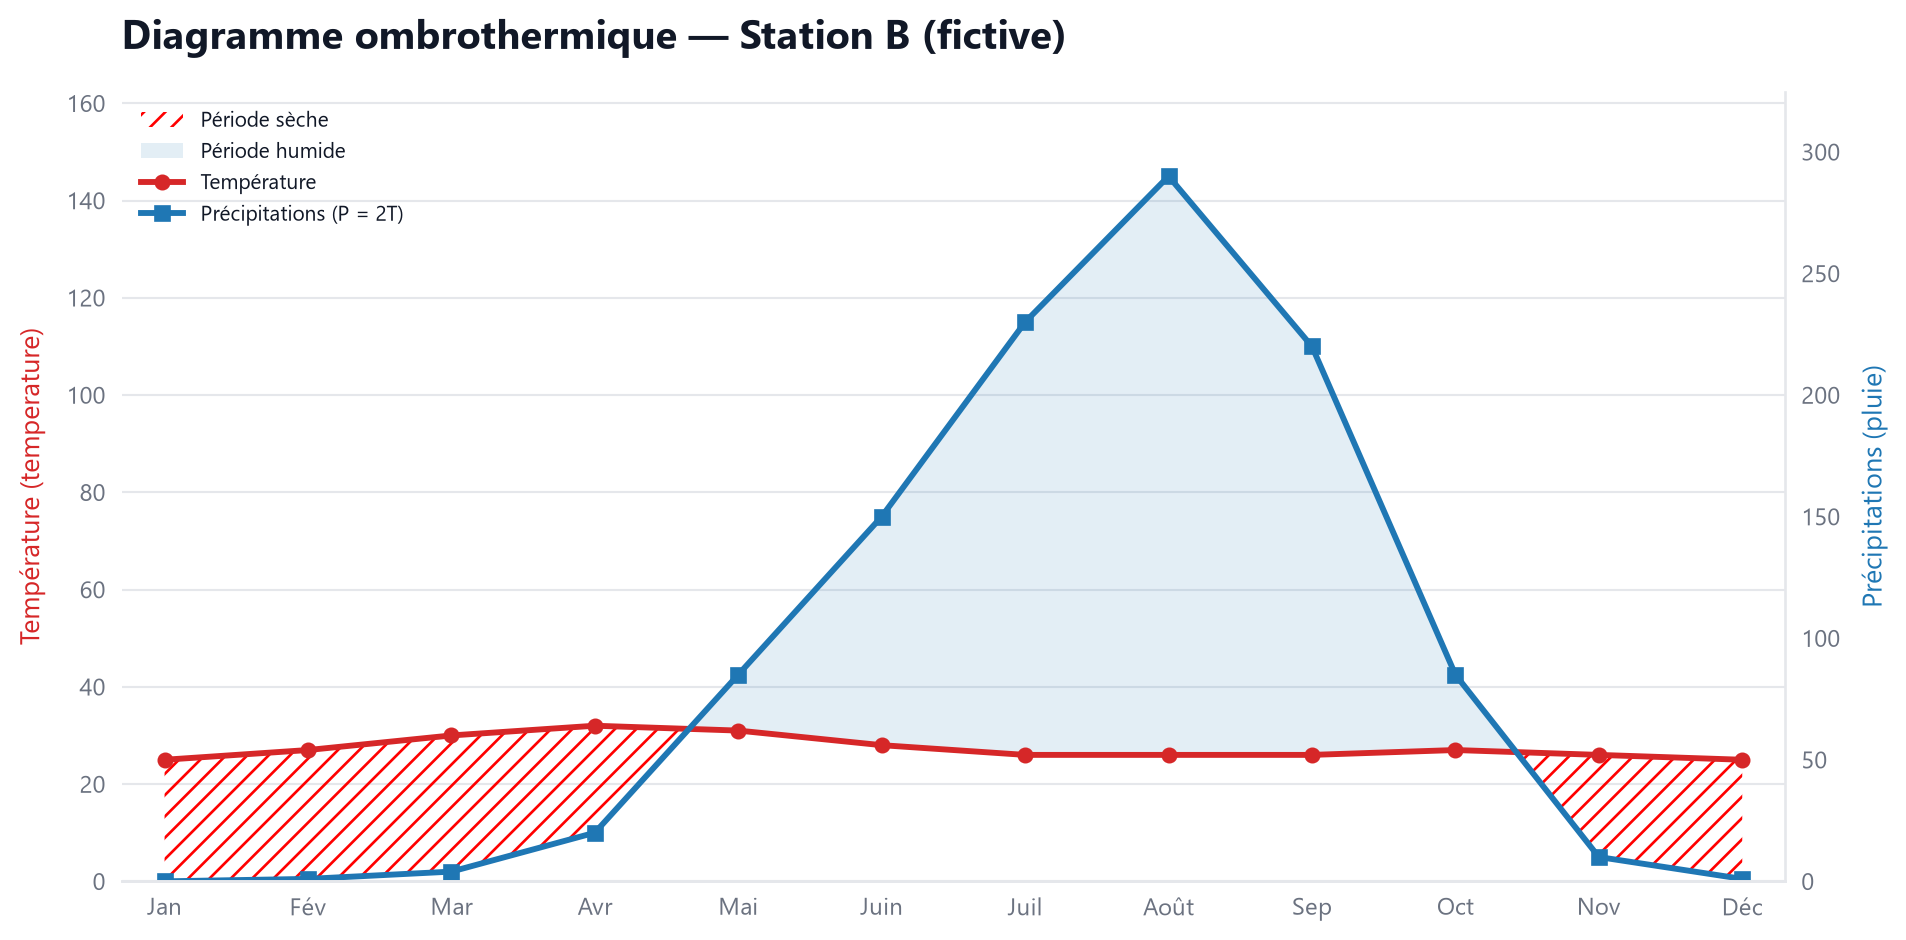 Diagramme ombrothermique — Station B (fictive)
Période sèche
Période humide
Température
Précipitations (P = 2T)
Température (temperature)
160
140
120
100
80
60
40
20
0
300
250
200
150
100
50
0
Précipitations (pluie)
Jan Fév Mar Avr Mai Juin Juil Août Sep Oct Nov Déc